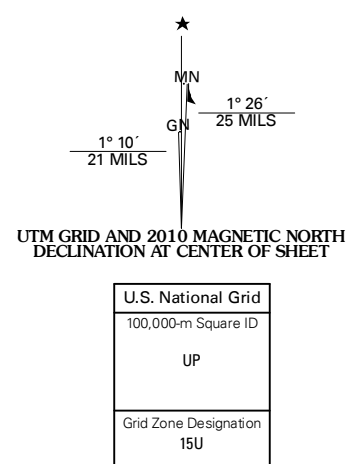 MN
1° 26´
25 MILS
GN
1° 10´
21 MILS
UTM GRID AND 2010 MAGNETIC NORTH
DECLINATION AT CENTER OF SHEET
U.S. National Grid
100,000-m Square ID
UP
Grid Zone Designation
15U